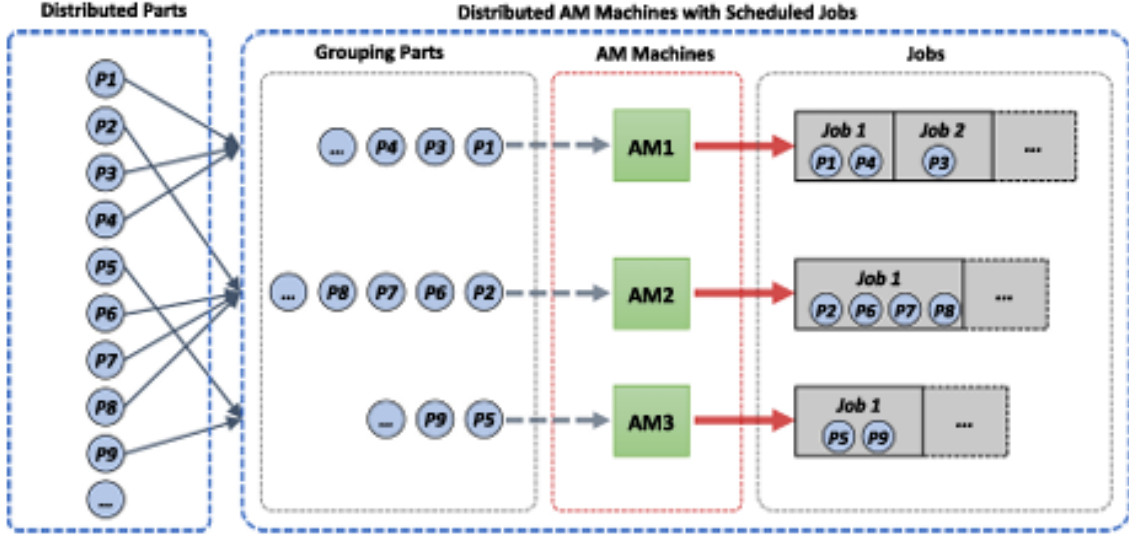 Distributed Parts
Distributed AM Machines with Scheduled Jobs
Grouping Parts
AM Machines
Jobs
P1
P2
P3
P4
P5
P6
P7
P8
P9
...
... P4 P3 P1
AM1
Job 1
P1 P4
Job 2
P3
...
... P8 P7 P6 P2
AM2
Job 1
P2 P6 P7 P8
...
... P9 P5
AM3
Job 1
P5 P9
...